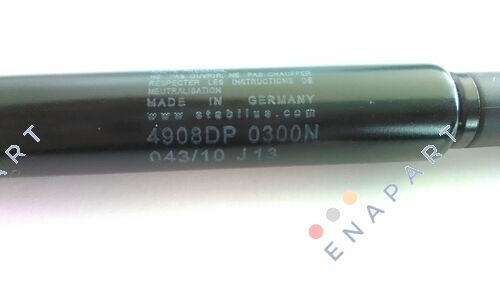 NE PAS OUVRIR, NE PAS CHAUFFER
RESPECTER LES INSTRUCTIONS DE
NEUTRALISATION
MADE IN GERMANY
www.stabilus.com
4908DP 0300N
043/10 J13
ENAPART
ENAPART